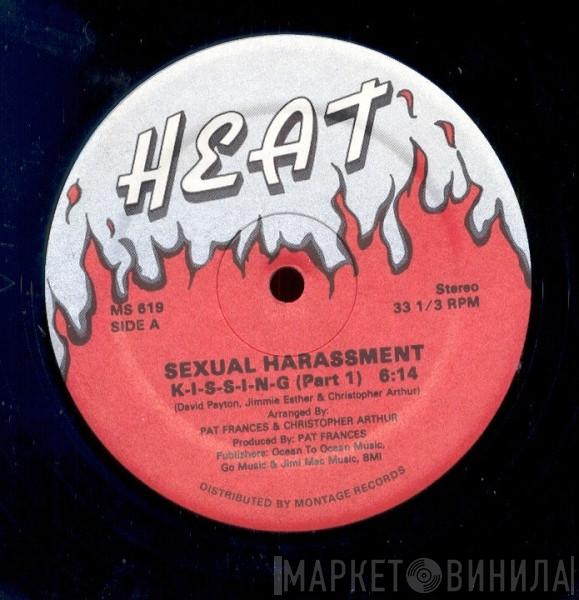 HEAT
MS 619
SIDE A
Stereo
33 1/3 RPM
SEXUAL HARASSMENT
K-I-S-S-I-N-G (Part 1) 6:14
(David Payton, Jimmie Esther & Christopher Arthur)
Arranged By:
PAT FRANCES & CHRISTOPHER ARTHUR
Produced By: PAT FRANCES
Publishers: Ocean To Ocean Music,
Go Music & Jimi Mac Music, BMI
DISTRIBUTED BY MONTAGE RECORDS
МАРКЕТ ВИНИЛА